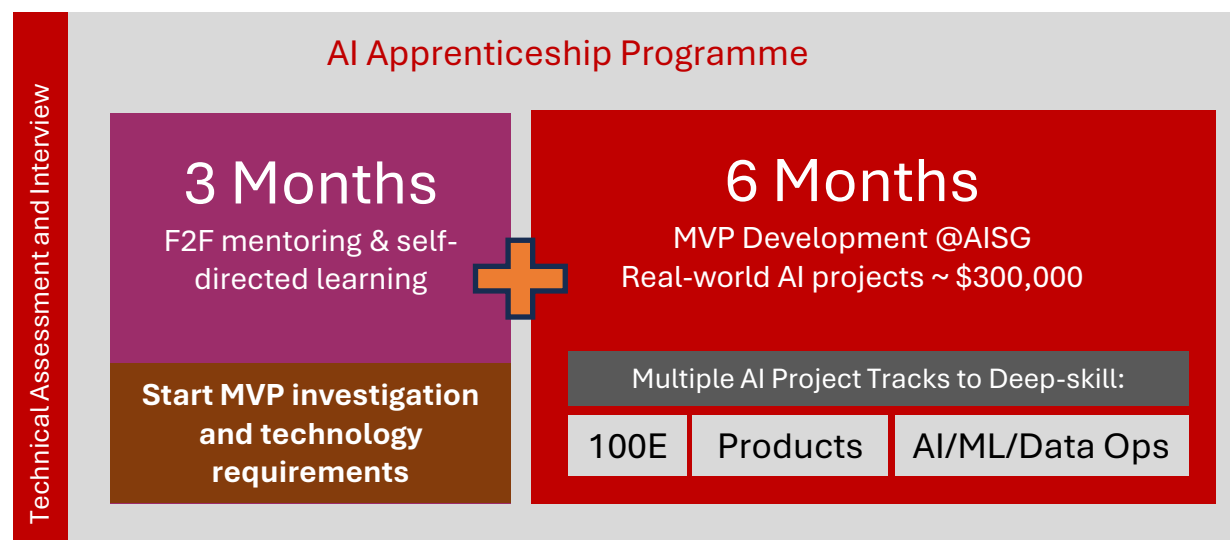 Technical Assessment and Interview
AI Apprenticeship Programme
3 Months
F2F mentoring & self-
directed learning
Start MVP investigation
and technology
requirements
6 Months
MVP Development @AISG
Real-world AI projects ~ $300,000
Multiple AI Project Tracks to Deep-skill:
100E
Products
AI/ML/Data Ops